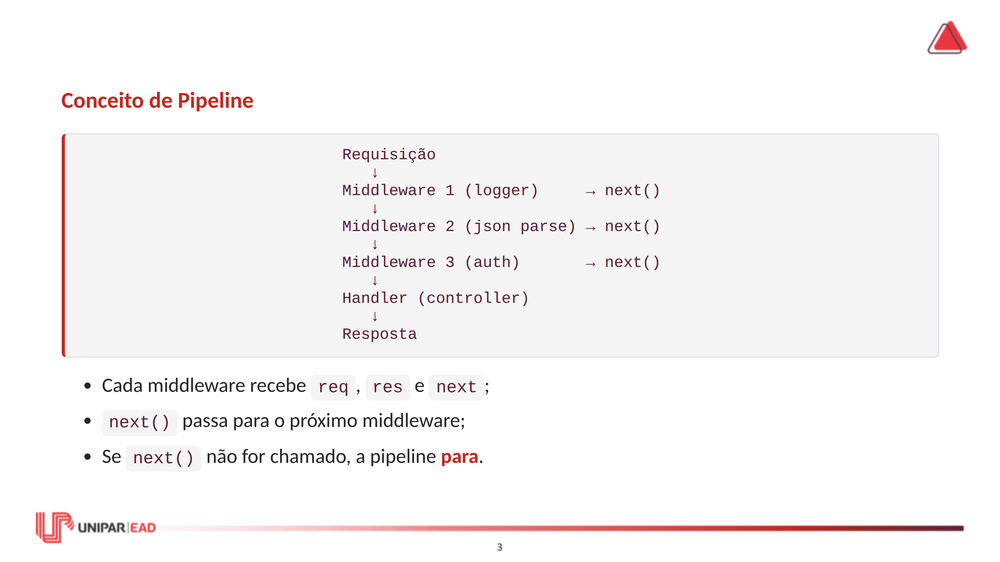 Conceito de Pipeline
Requisição
↓
Middleware 1 (logger)     → next()
↓
Middleware 2 (json parse) → next()
↓
Middleware 3 (auth)       → next()
↓
Handler (controller)
↓
Resposta
• Cada middleware recebe req, res e next;
• next() passa para o próximo middleware;
• Se next() não for chamado, a pipeline para.
UNIPAR|EAD
3